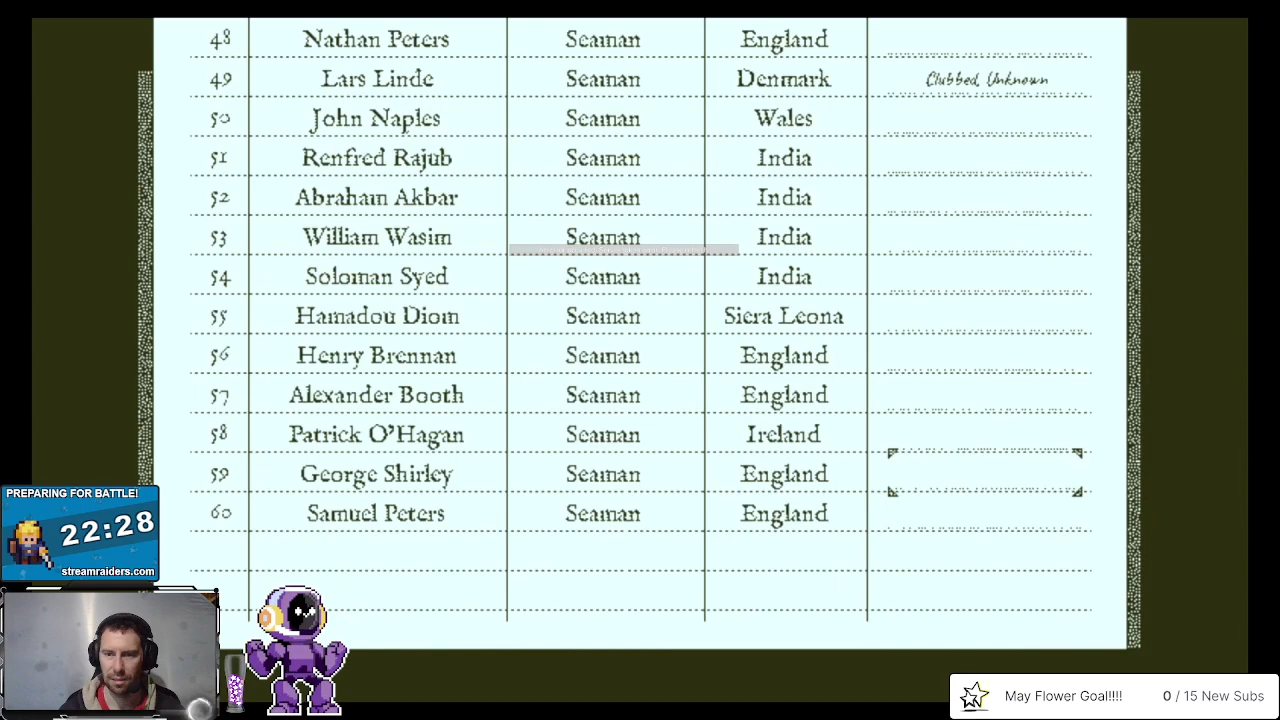 48 Nathan Peters Seaman England
49 Lars Linde Seaman Denmark Clubbed, Unknown
50 John Naples Seaman Wales
51 Renfred Rajub Seaman India
52 Abraham Akbar Seaman India
53 William Wasim Seaman India
54 Soloman Syed Seaman India
55 Hamadou Diom Seaman Siera Leona
56 Henry Brennan Seaman England
57 Alexander Booth Seaman England
58 Patrick O'Hagan Seaman Ireland
59 George Shirley Seaman England
60 Samuel Peters Seaman England
PREPARING FOR BATTLE!
22:28
streamraiders.com
May Flower Goal!!!! 0 / 15 New Subs